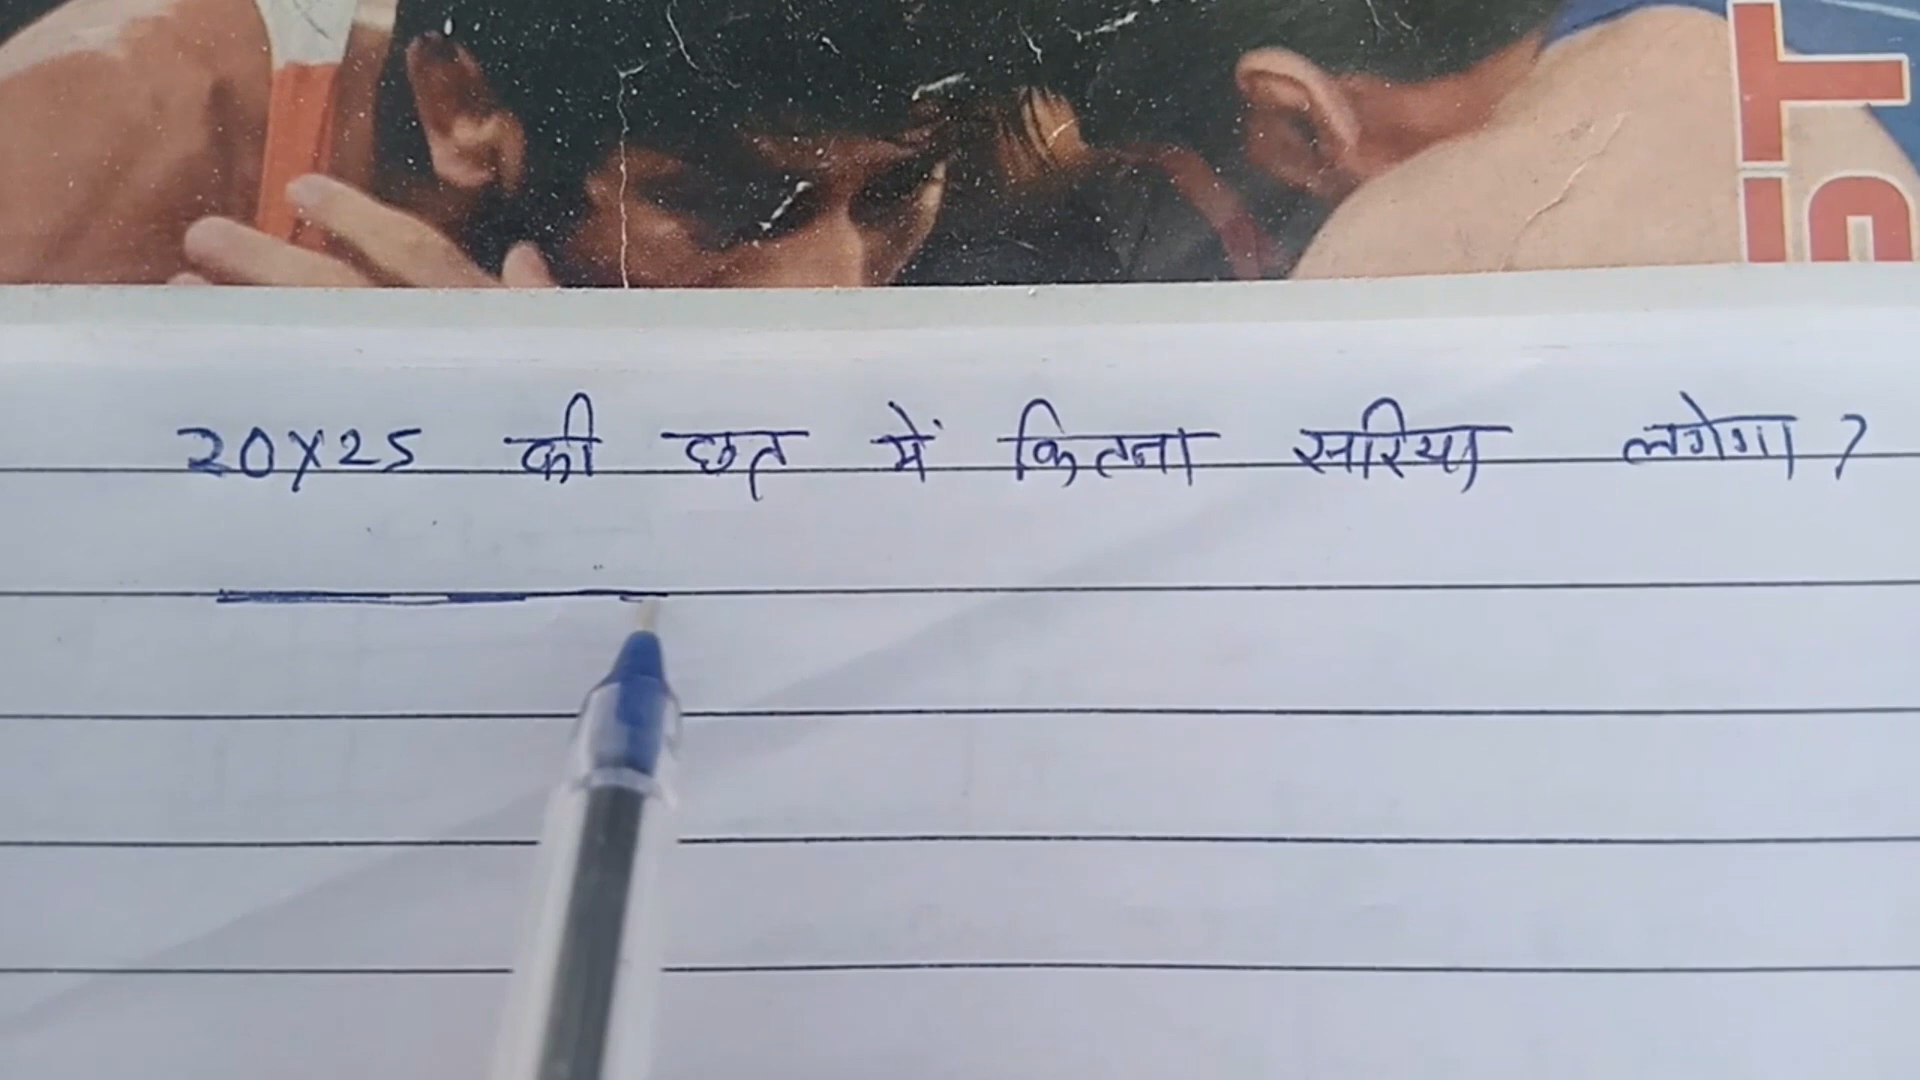 20X25 की छत में कितना सरिया लगेगा ?